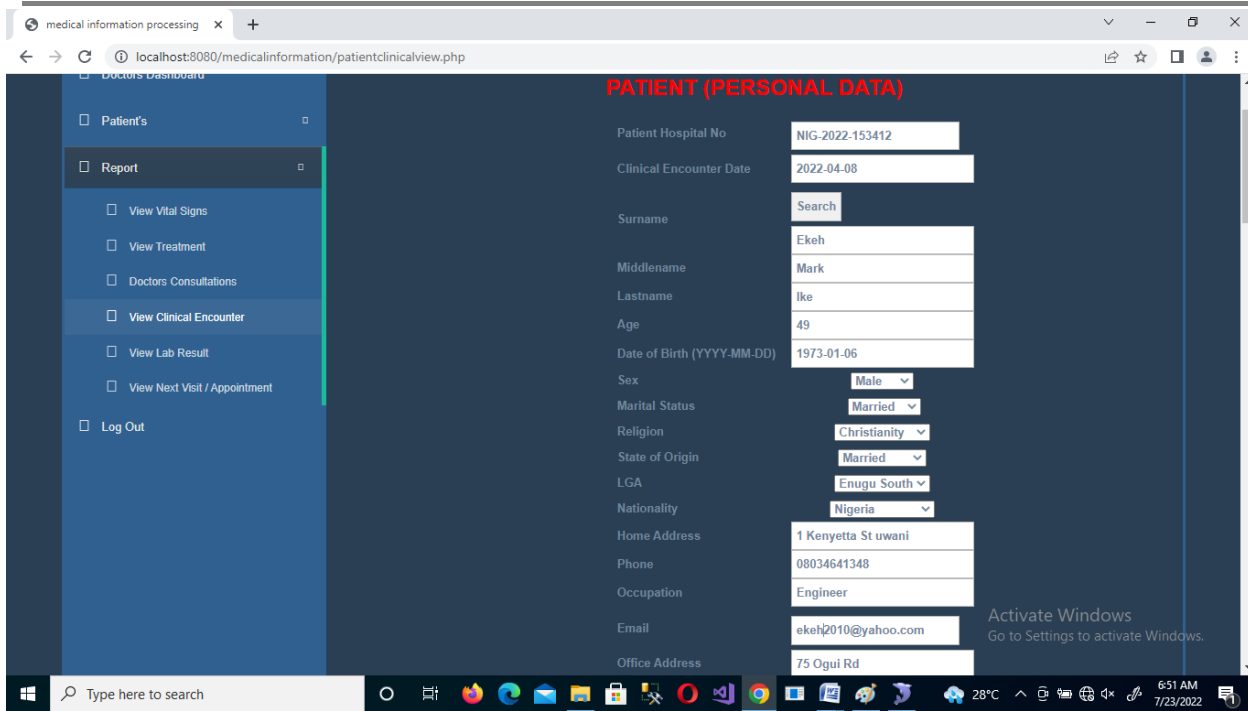 medical information processing
localhost:8080/medicalinformation/patientclinicalview.php
Doctors Dashboard
Patient's
Report
View Vital Signs
View Treatment
Doctors Consultations
View Clinical Encounter
View Lab Result
View Next Visit / Appointment
Log Out
PATIENT (PERSONAL DATA)
Patient Hospital No NIG-2022-153412
Clinical Encounter Date 2022-04-08
Search
Surname
Ekeh
Middlename Mark
Lastname Ike
Age 49
Date of Birth (YYYY-MM-DD) 1973-01-06
Sex Male
Marital Status Married
Religion Christianity
State of Origin Married
LGA Enugu South
Nationality Nigeria
Home Address 1 Kenyetta St uwani
Phone 08034641348
Occupation Engineer
Email ekeh2010@yahoo.com
Office Address 75 Ogui Rd
Activate Windows
Go to Settings to activate Windows.
Type here to search
28°C
6:51 AM
7/23/2022